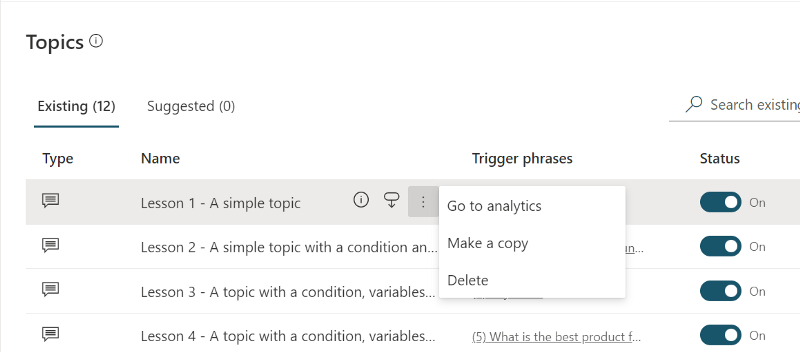 Topics
Existing (12) Suggested (0) Search existing
Type Name Trigger phrases Status
Lesson 1 - A simple topic On
Go to analytics
Lesson 2 - A simple topic with a condition an... un... On
Make a copy
Delete
Lesson 3 - A topic with a condition, variables... On
Lesson 4 - A topic with a condition, variables... (5) What is the best product f... On